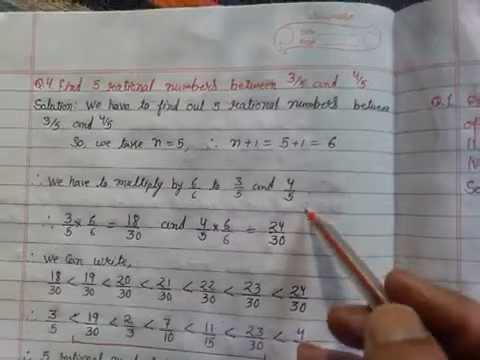 Q.4 Find 5 rational numbers between 3/5 and 4/5
Solution: We have to find out 5 rational numbers between
3/5 and 4/5
So, we take n=5, ∴ n+1 = 5+1 = 6
∴ We have to multiply by 6/6 to 3/5 and 4/5
∴ 3/5 × 6/6 = 18/30 and 4/5 × 6/6 = 24/30
∴ We can write,
18/30 < 19/30 < 20/30 < 21/30 < 22/30 < 23/30 < 24/30
∴ 3/5 < 19/30 < 2/3 < 7/10 < 11/15 < 23/30 < 4
∴ 5 rational
Q.1